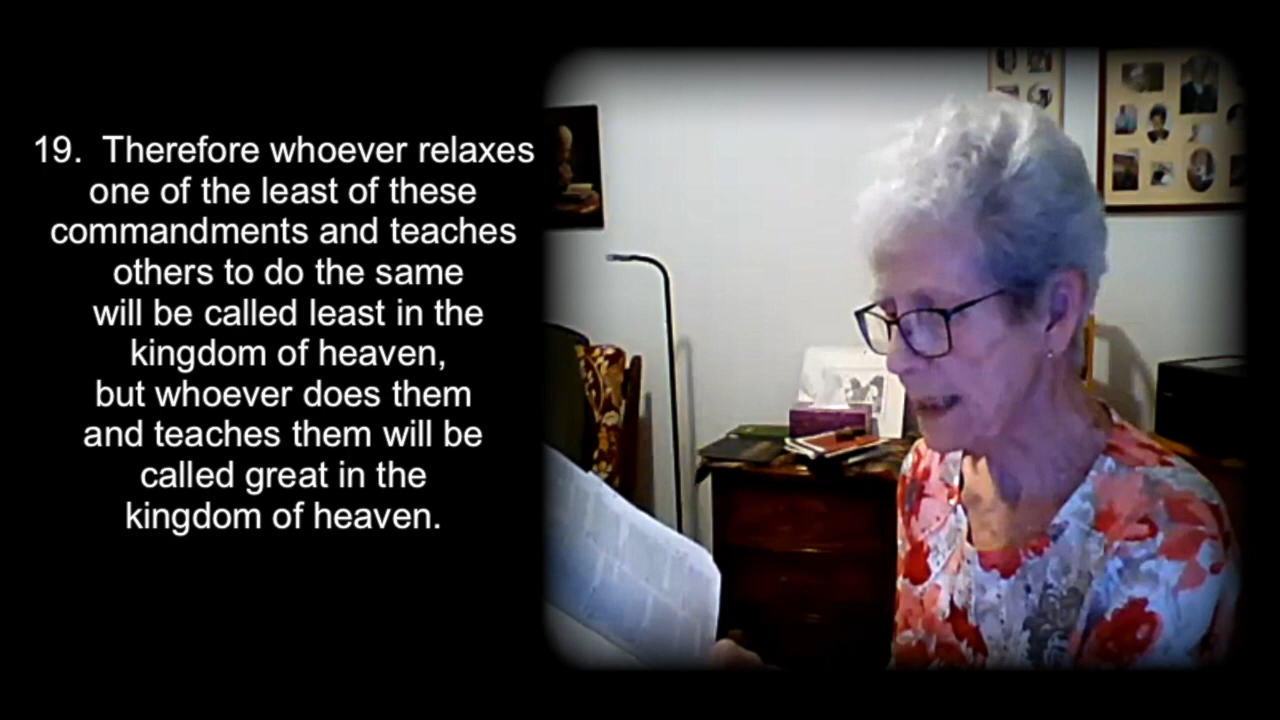 19. Therefore whoever relaxes
one of the least of these
commandments and teaches
others to do the same
will be called least in the
kingdom of heaven,
but whoever does them
and teaches them will be
called great in the
kingdom of heaven.